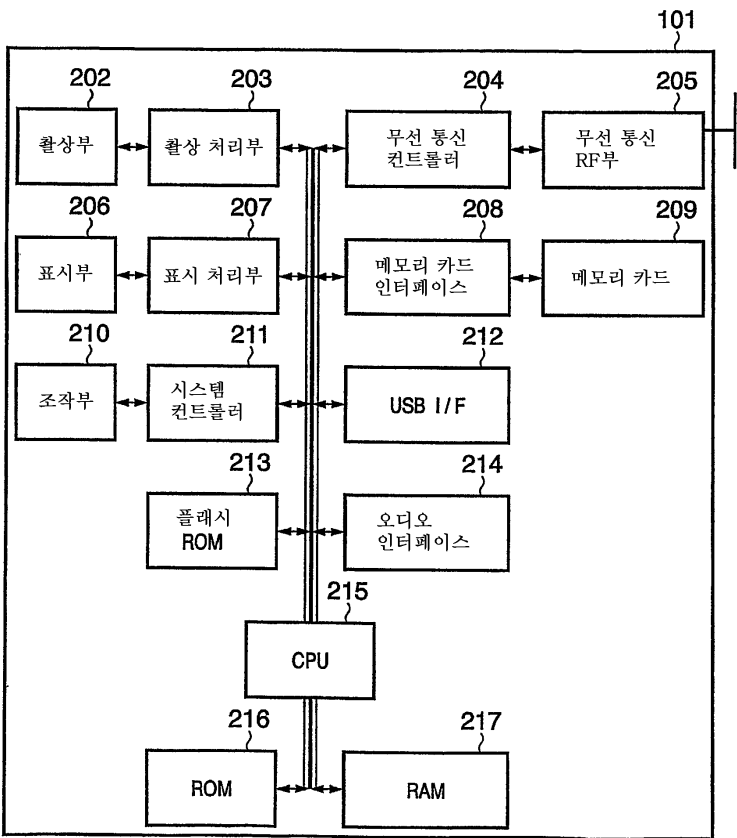 101
202
203
204
205
촬상부
촬상 처리부
무선 통신
컨트롤러
무선 통신
RF부
206
207
208
209
표시부
표시 처리부
메모리 카드
인터페이스
메모리 카드
210
211
212
조작부
시스템
컨트롤러
USB I/F
213
214
플래시
ROM
오디오
인터페이스
215
CPU
216
217
ROM
RAM